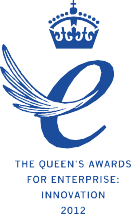 THE QUEEN'S AWARDS
FOR ENTERPRISE:
INNOVATION
2012